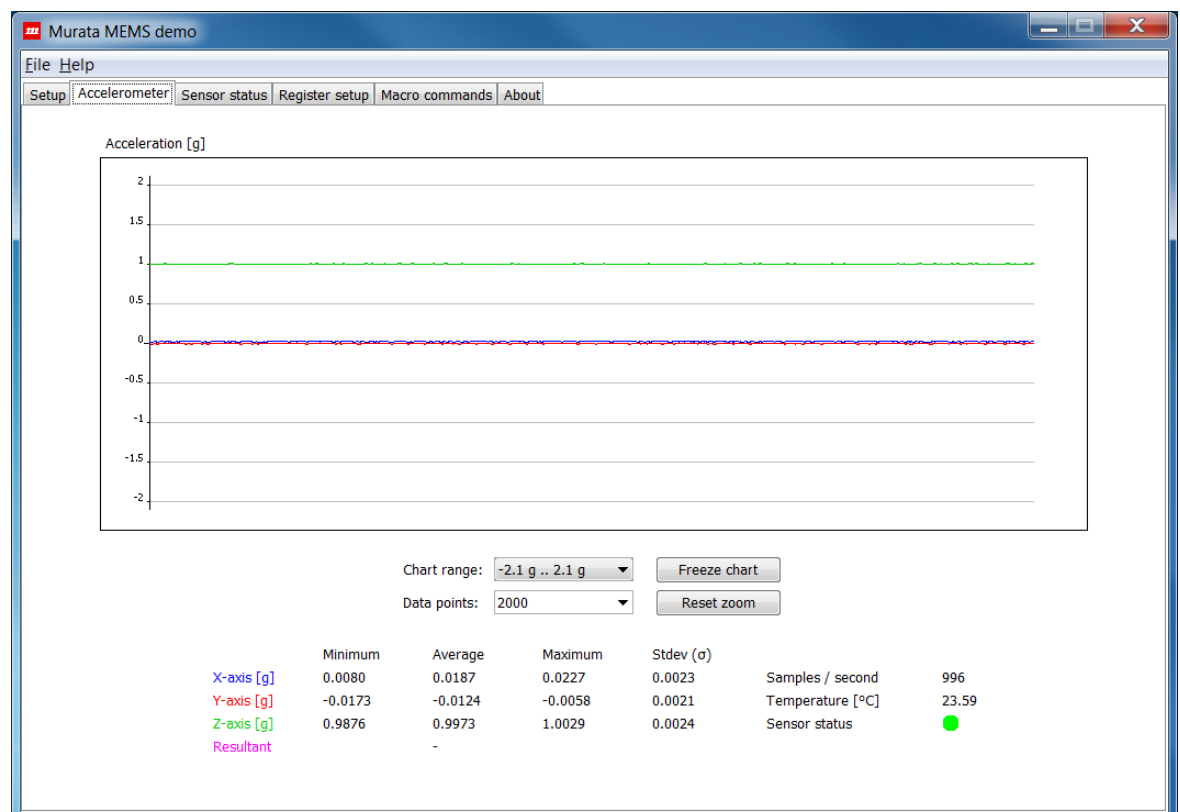 Murata MEMS demo
X
File Help
Setup Accelerometer Sensor status Register setup Macro commands About
Acceleration [g]
2
1.5
1
0.5
0
-0.5
-1
-1.5
-2
Chart range: -2.1 g .. 2.1 g Freeze chart
Data points: 2000 Reset zoom
Minimum Average Maximum Stdev (σ)
X-axis [g] 0.0080 0.0187 0.0227 0.0023 Samples / second 996
Y-axis [g] -0.0173 -0.0124 -0.0058 0.0021 Temperature [°C] 23.59
Z-axis [g] 0.9876 0.9973 1.0029 0.0024 Sensor status
Resultant -